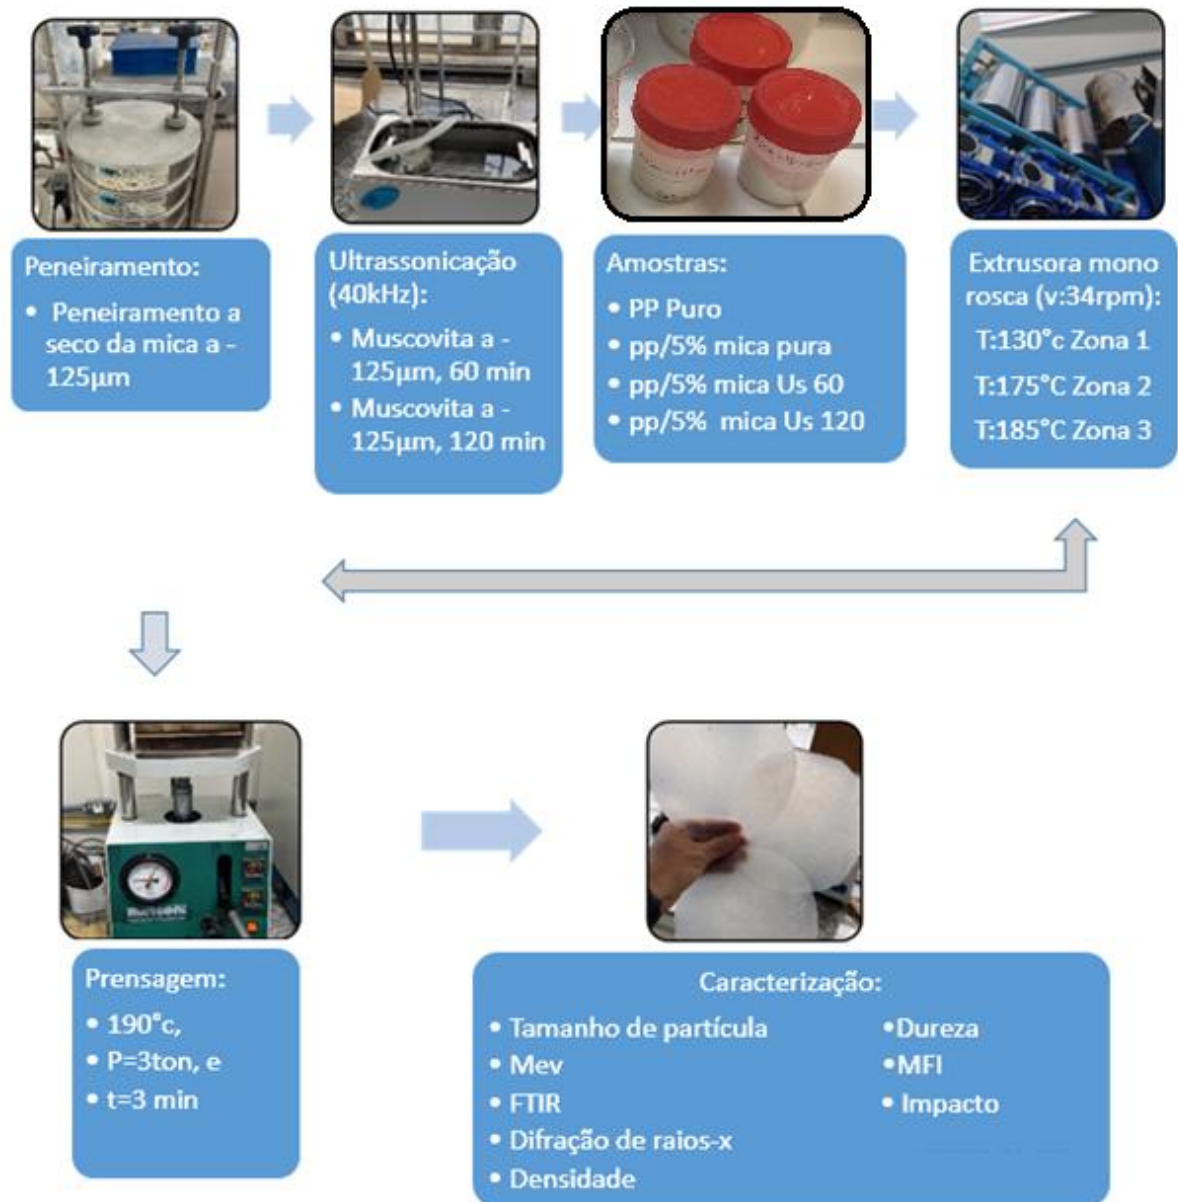 Peneiramento:
• Peneiramento a
seco da mica a -
125µm
Ultrassonicação
(40kHz):
• Muscovita a -
125µm, 60 min
• Muscovita a -
125µm, 120 min
Amostras:
• PP Puro
• pp/5% mica pura
• pp/5% mica Us 60
• pp/5%  mica Us 120
Extrusora mono
rosca (v:34rpm):
T:130°c Zona 1
T:175°C Zona 2
T:185°C Zona 3
Prensagem:
• 190°c,
• P=3ton, e
• t=3 min
Caracterização:
• Tamanho de partícula
• Mev
• FTIR
• Difração de raios-x
• Densidade
•Dureza
•MFI
• Impacto